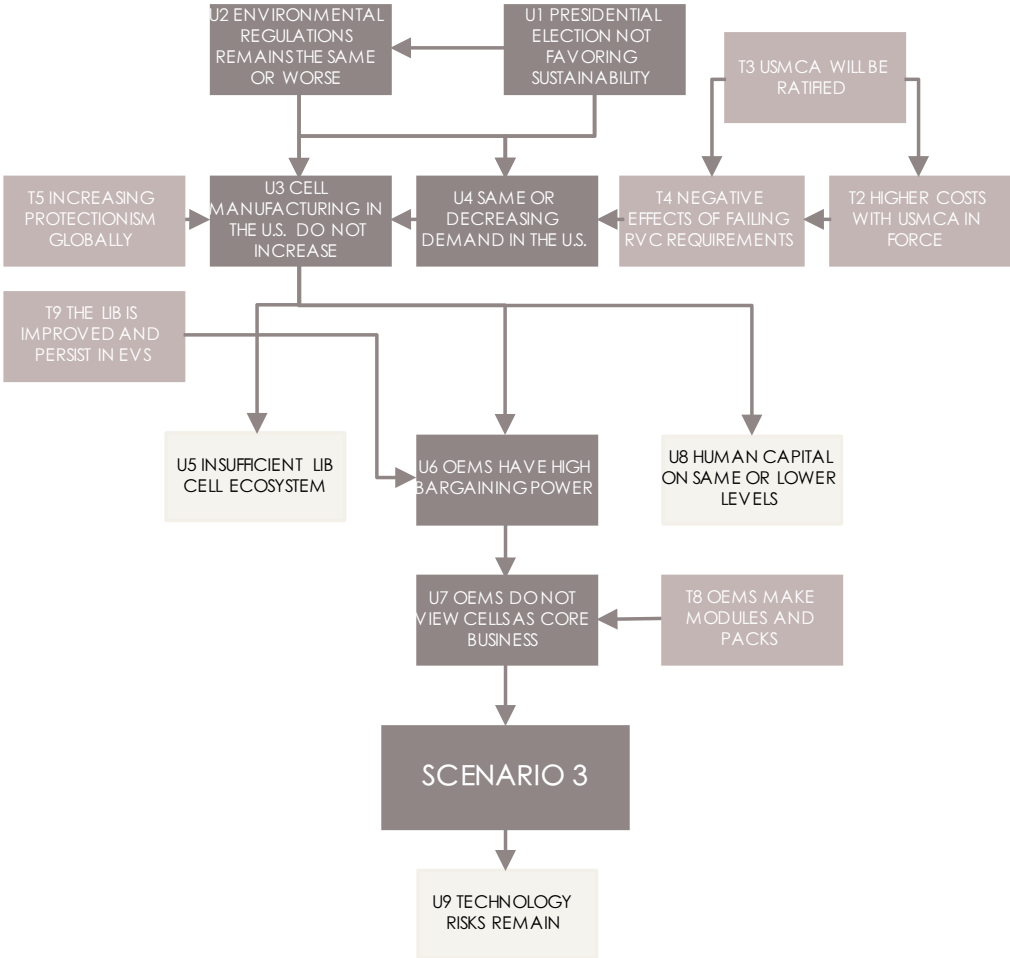 U2 ENVIRONMENTAL
REGULATIONS
REMAINS THE SAME
OR WORSE
U1 PRESIDENTIAL
ELECTION NOT
FAVORING
SUSTAINABILITY
T3 USMCA WILL BE
RATIFIED
T5 INCREASING
PROTECTIONISM
GLOBALLY
U3 CELL
MANUFACTURING IN
THE U.S. DO NOT
INCREASE
U4 SAME OR
DECREASING
DEMAND IN THE U.S.
T4 NEGATIVE
EFFECTS OF FAILING
RVC REQUIREMENTS
T2 HIGHER COSTS
WITH USMCA IN
FORCE
T9 THE LIB IS
IMPROVED AND
PERSIST IN EVS
U5 INSUFFICIENT LIB
CELL ECOSYSTEM
U6 OEMS HAVE HIGH
BARGAINING POWER
U8 HUMAN CAPITAL
ON SAME OR LOWER
LEVELS
U7 OEMS DO NOT
VIEW CELLS AS CORE
BUSINESS
T8 OEMS MAKE
MODULES AND
PACKS
SCENARIO 3
U9 TECHNOLOGY
RISKS REMAIN